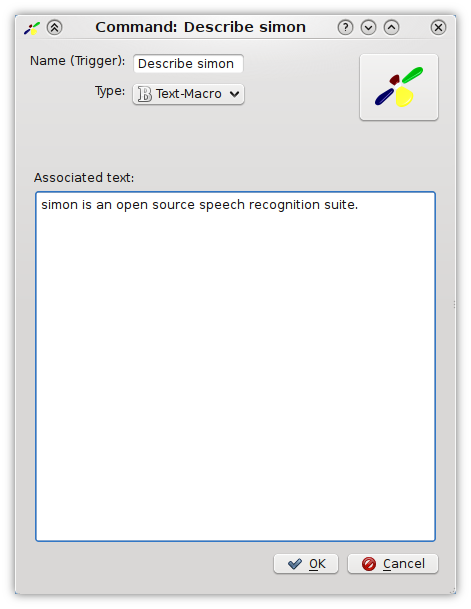 Command: Describe simon
Name (Trigger): Describe simon
Type: Text-Macro
Associated text:
simon is an open source speech recognition suite.
OK Cancel